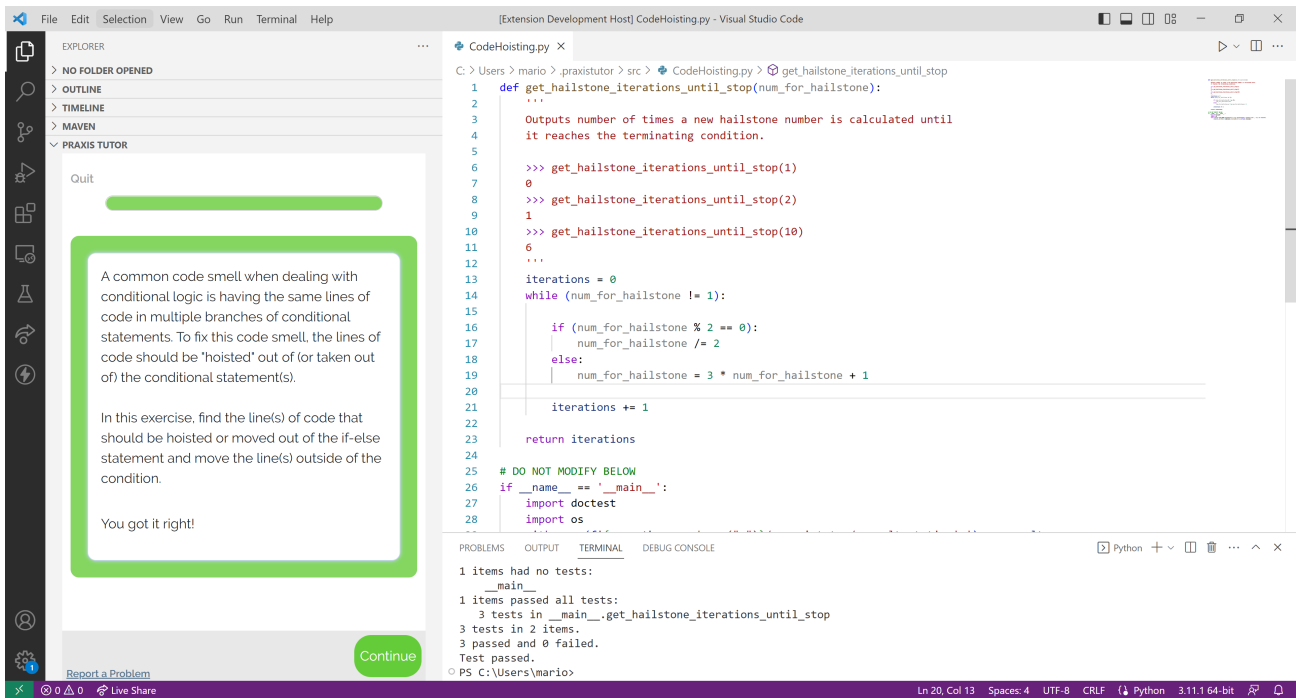 File Edit Selection View Go Run Terminal Help
[Extension Development Host] CodeHoisting.py - Visual Studio Code
EXPLORER
NO FOLDER OPENED
OUTLINE
TIMELINE
MAVEN
PRAXIS TUTOR
Quit
A common code smell when dealing with
conditional logic is having the same lines of
code in multiple branches of conditional
statements. To fix this code smell, the lines of
code should be "hoisted" out of (or taken out
of) the conditional statement(s).
In this exercise, find the line(s) of code that
should be hoisted or moved out of the if-else
statement and move the line(s) outside of the
condition.
You got it right!
Continue
Report a Problem
CodeHoisting.py
C: > Users > mario > .praxistutor > src > CodeHoisting.py > get_hailstone_iterations_until_stop
1 def get_hailstone_iterations_until_stop(num_for_hailstone):
2 '''
3 Outputs number of times a new hailstone number is calculated until
4 it reaches the terminating condition.
5
6 >>> get_hailstone_iterations_until_stop(1)
7 0
8 >>> get_hailstone_iterations_until_stop(2)
9 1
10 >>> get_hailstone_iterations_until_stop(10)
11 6
12 '''
13 iterations = 0
14 while (num_for_hailstone != 1):
15
16 if (num_for_hailstone % 2 == 0):
17 num_for_hailstone /= 2
18 else:
19 num_for_hailstone = 3 * num_for_hailstone + 1
20
21 iterations += 1
22
23 return iterations
24
25 # DO NOT MODIFY BELOW
26 if __name__ == '__main__':
27 import doctest
28 import os
PROBLEMS OUTPUT TERMINAL DEBUG CONSOLE
Python
1 items had no tests:
__main__
1 items passed all tests:
3 tests in __main__.get_hailstone_iterations_until_stop
3 tests in 2 items.
3 passed and 0 failed.
Test passed.
PS C:\Users\mario>
1
0 0 Live Share
Ln 20, Col 13 Spaces: 4 UTF-8 CRLF Python 3.11.1 64-bit